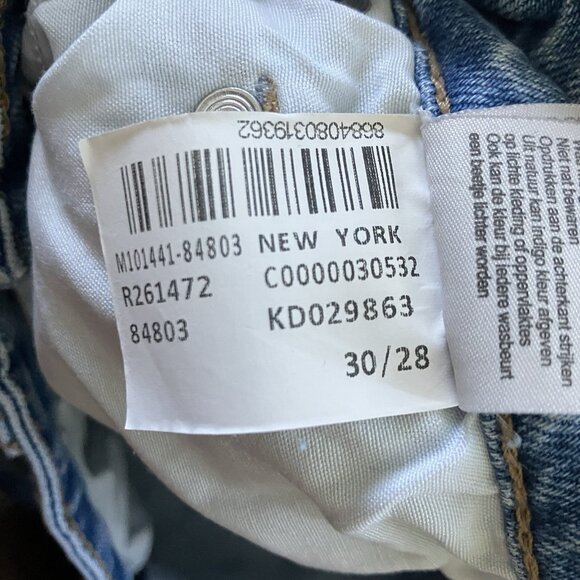 8684080319362
M101441-84803 NEW YORK
R261472 C0000030532
84803 KD029863
30/28
Niet nat bewaren
Opdrukken aan de achterkant strijken
Uit natuur kan indigo kleur afgeven
op lichte kleding of oppervlaktes
Ook kan de kleur bij iedere wasbeurt
een beetje lichter worden